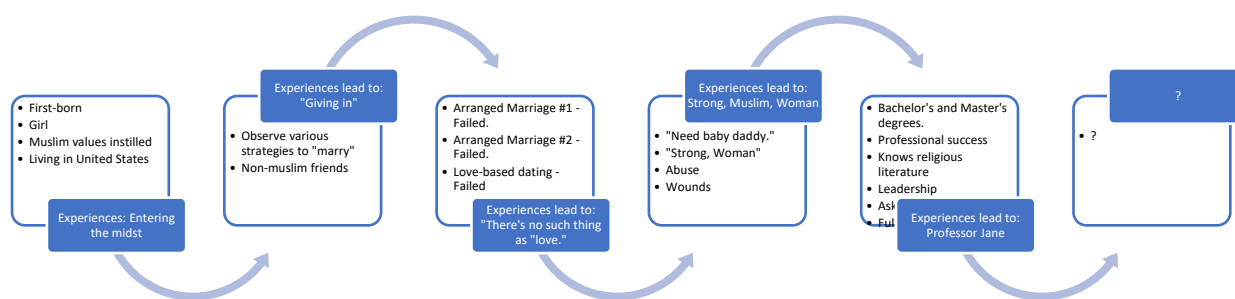 • First-born
• Girl
• Muslim values instilled
• Living in United States
Experiences: Entering
the midst
Experiences lead to:
"Giving in"
• Observe various
strategies to "marry"
• Non-muslim friends
• Arranged Marriage #1 -
Failed.
• Arranged Marriage #2 -
Failed.
• Love-based dating -
Failed
Experiences lead to:
"There's no such thing
as "love."
Experiences lead to:
Strong, Muslim, Woman
• "Need baby daddy."
• "Strong, Woman"
• Abuse
• Wounds
• Bachelor's and Master's
degrees.
• Professional success
• Knows religious
literature
• Leadership
Experiences lead to:
Professor Jane
?
• ?